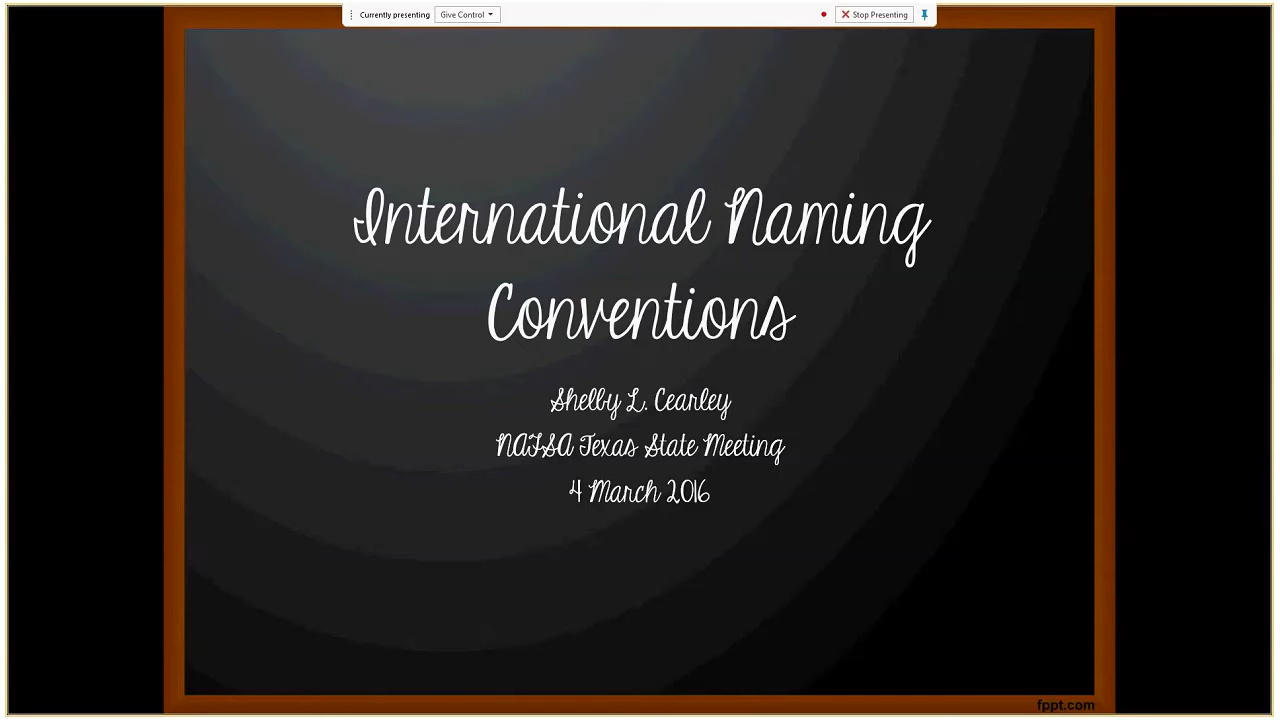 Currently presenting Give Control Stop Presenting
International Naming
Conventions
Shelby L. Cearley
NAFSA Texas State Meeting
4 March 2016
fppt.com